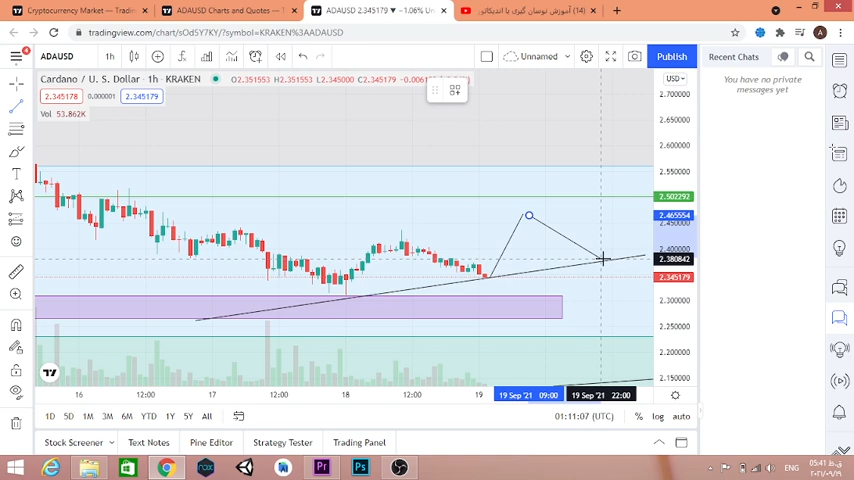 Cryptocurrency Market — Tradin
ADAUSD Charts and Quotes — T
ADAUSD 2.345179 ▼ −1.06% Un
(14) آموزش نوسان گیری با اندیکاتور
tradingview.com/chart/sOd5Y7KY/?symbol=KRAKEN%3AADAUSD
A
ADAUSD
1h
Unnamed
Publish
Recent Chats
You have no private
messages yet
Cardano / U. S. Dollar · 1h · KRAKEN
O2.351553 H2.351553 L2.345000 C2.345179
USD
2.345178
0.000001
2.345179
Vol 53.862K
2.700000
2.650000
2.600000
2.550000
2.502292
2.465554
2.400000
2.380842
2.345179
2.300000
2.250000
2.200000
2.150000
16
12:00
17
12:00
18
12:00
19
19 Sep '21 09:00
19 Sep '21 22:00
1D 5D 1M 3M 6M YTD 1Y 5Y All
01:11:07 (UTC)
% log auto
Stock Screener
Text Notes
Pine Editor
Strategy Tester
Trading Panel
Pr
Ps
ENG
05:41 ق.ظ
۲۰۲۱/۰۹/۱۹